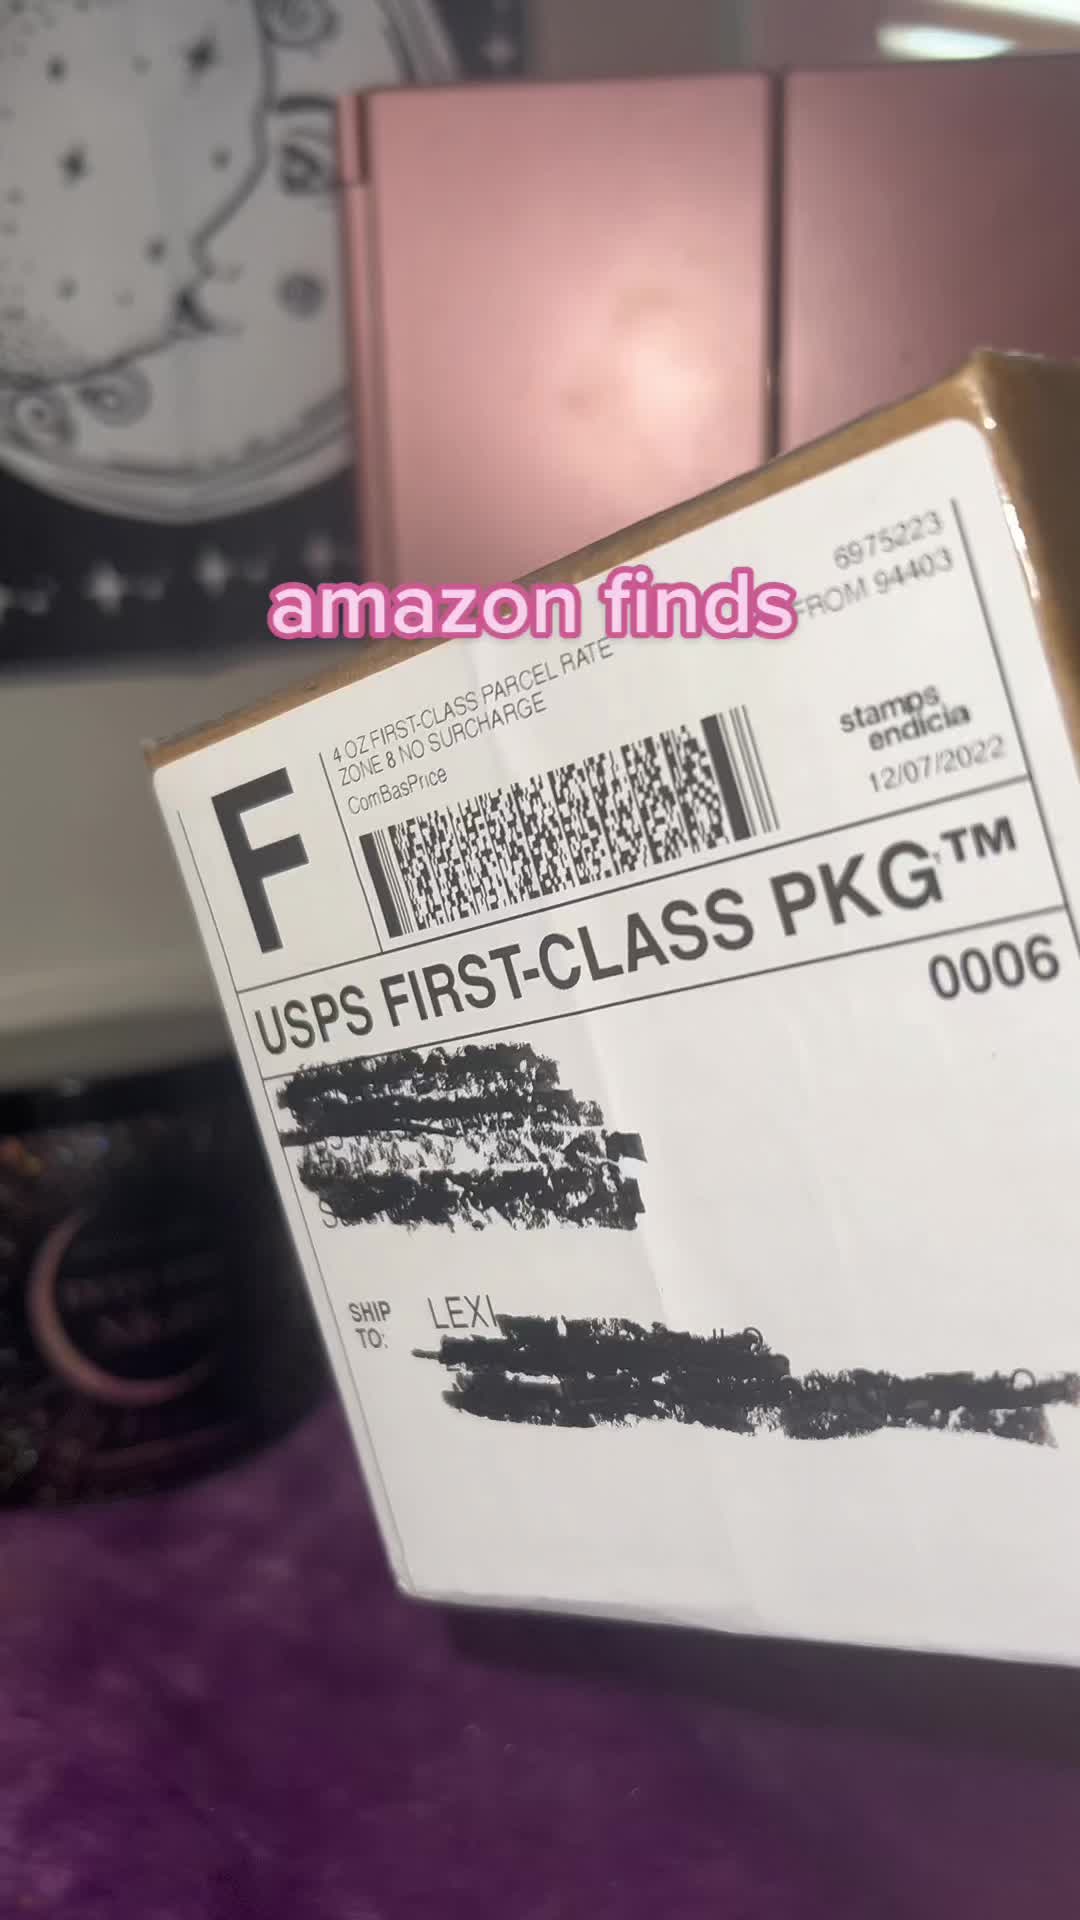 amazon finds
6975223
FROM 94403
4 OZ FIRST-CLASS PARCEL RATE
ZONE 8 NO SURCHARGE
ComBasPrice
F
stamps
endicia
12/07/2022
USPS FIRST-CLASS PKG™
0006
SHIP
TO:
LEXI